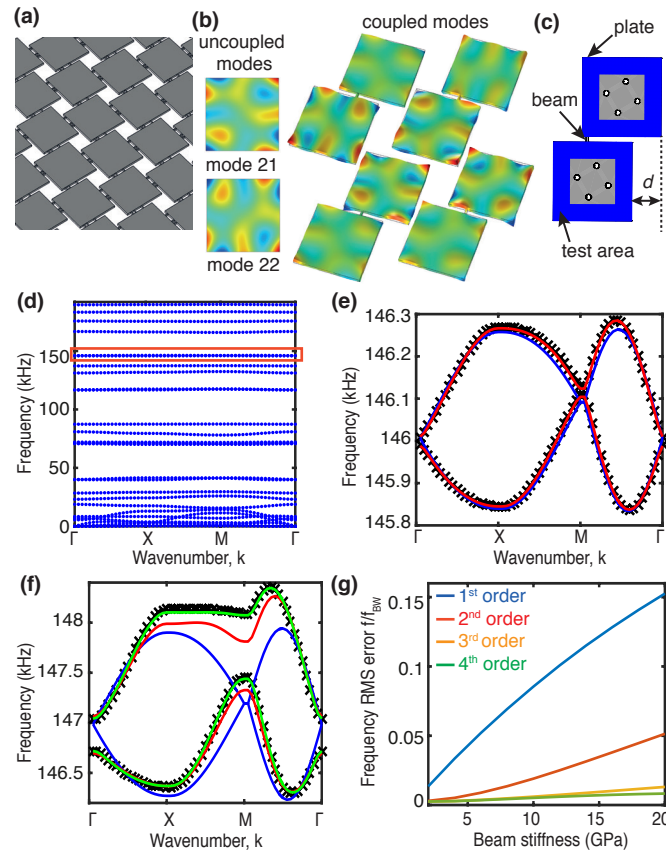 (a)
(b)
coupled modes
(c)
uncoupled
modes
mode 21
mode 22
plate
beam
d
test area
(d)
Frequency (kHz)
150
100
50
0
Γ X M Γ
Wavenumber, k
(e)
Frequency (kHz)
146.3
146.2
146.1
146
145.9
145.8
Γ X M Γ
Wavenumber, k
(f)
Frequency (kHz)
148
147.5
147
146.5
Γ X M Γ
Wavenumber, k
(g)
Frequency RMS error f/fBW
0.15
0.05
0
1st order
2nd order
3rd order
4th order
5 10 15 20
Beam stiffness (GPa)